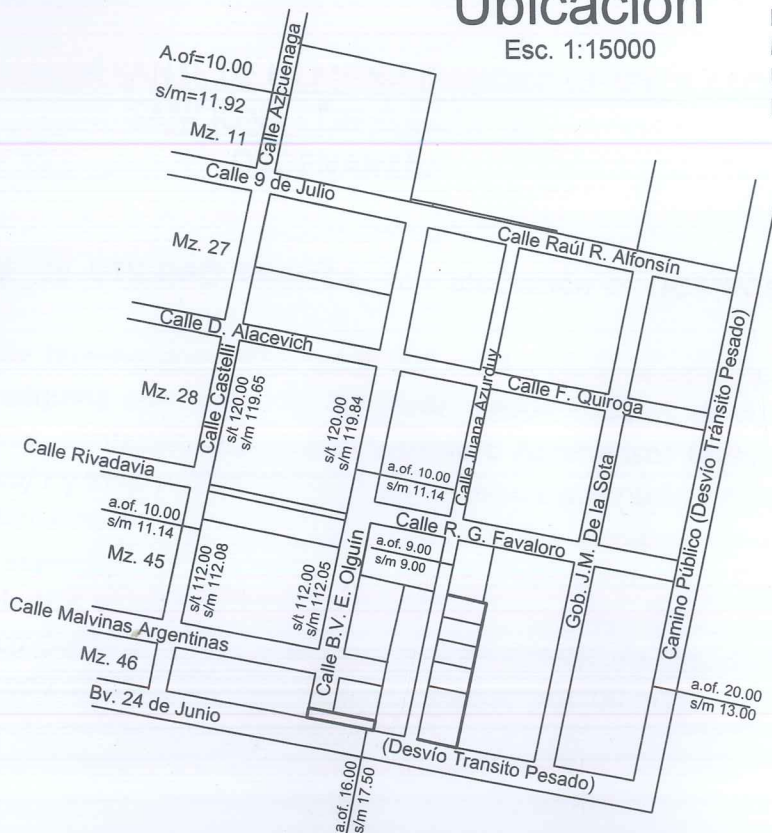 Ubicación
Esc. 1:15000
A.of=10.00
s/m=11.92
Mz. 11
Calle Azcuenaga
Calle 9 de Julio
Calle Raúl R. Alfonsín
Mz. 27
Calle D. Alacevich
Calle F. Quiroga
Mz. 28
Calle Castelli
s/t 120.00
s/m 119.65
s/t 120.00
s/m 119.84
Calle Juana Azurduy
Camino Público (Desvío Tránsito Pesado)
Calle Rivadavia
a.of. 10.00
s/m 11.14
a.of. 10.00
s/m 11.14
Calle R. G. Favaloro
a.of. 9.00
s/m 9.00
Gob. J.M. De la Sota
Mz. 45
s/t 112.00
s/m 112.08
s/t 112.00
s/m 112.05
Calle B.V. E. Olguín
Calle Malvinas Argentinas
Mz. 46
Bv. 24 de Junio
(Desvío Transito Pesado)
a.of. 20.00
s/m 13.00
a.of. 16.00
s/m 17.50